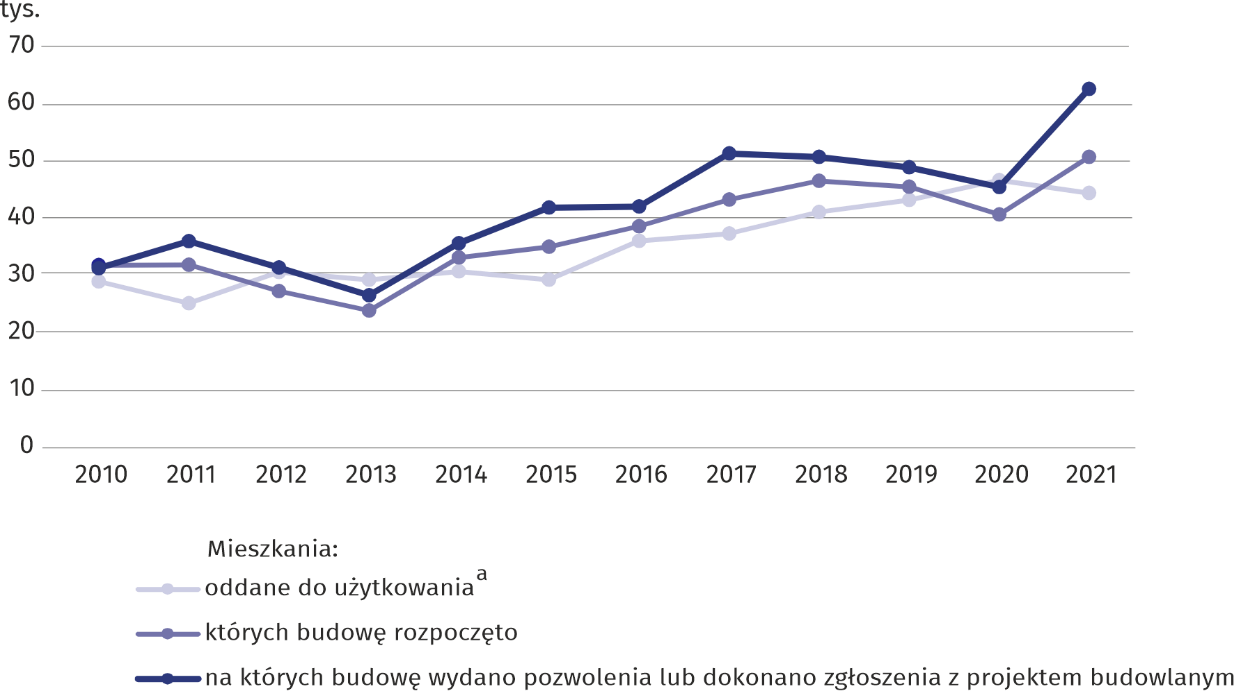 tys.
70
60
50
40
30
20
10
0
2010 2011 2012 2013 2014 2015 2016 2017 2018 2019 2020 2021
Mieszkania:
oddane do użytkowania a
których budowę rozpoczęto
na których budowę wydano pozwolenia lub dokonano zgłoszenia z projektem budowlanym